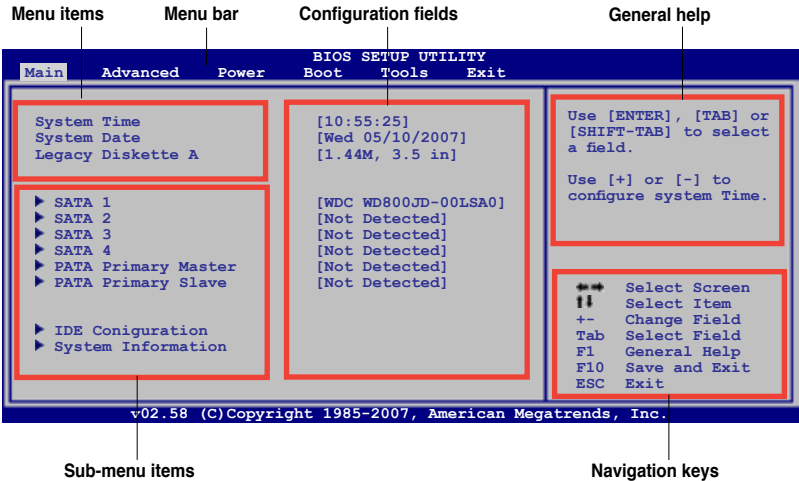 Menu items Menu bar Configuration fields General help
BIOS SETUP UTILITY
Main Advanced Power Boot Tools Exit
System Time [10:55:25]
System Date [Wed 05/10/2007]
Legacy Diskette A [1.44M, 3.5 in]
SATA 1 [WDC WD800JD-00LSA0]
SATA 2 [Not Detected]
SATA 3 [Not Detected]
SATA 4 [Not Detected]
PATA Primary Master [Not Detected]
PATA Primary Slave [Not Detected]
IDE Coniguration
System Information
Use [ENTER], [TAB] or
[SHIFT-TAB] to select
a field.
Use [+] or [-] to
configure system Time.
Select Screen
Select Item
+- Change Field
Tab Select Field
F1 General Help
F10 Save and Exit
ESC Exit
v02.58 (C)Copyright 1985-2007, American Megatrends, Inc.
Sub-menu items Navigation keys